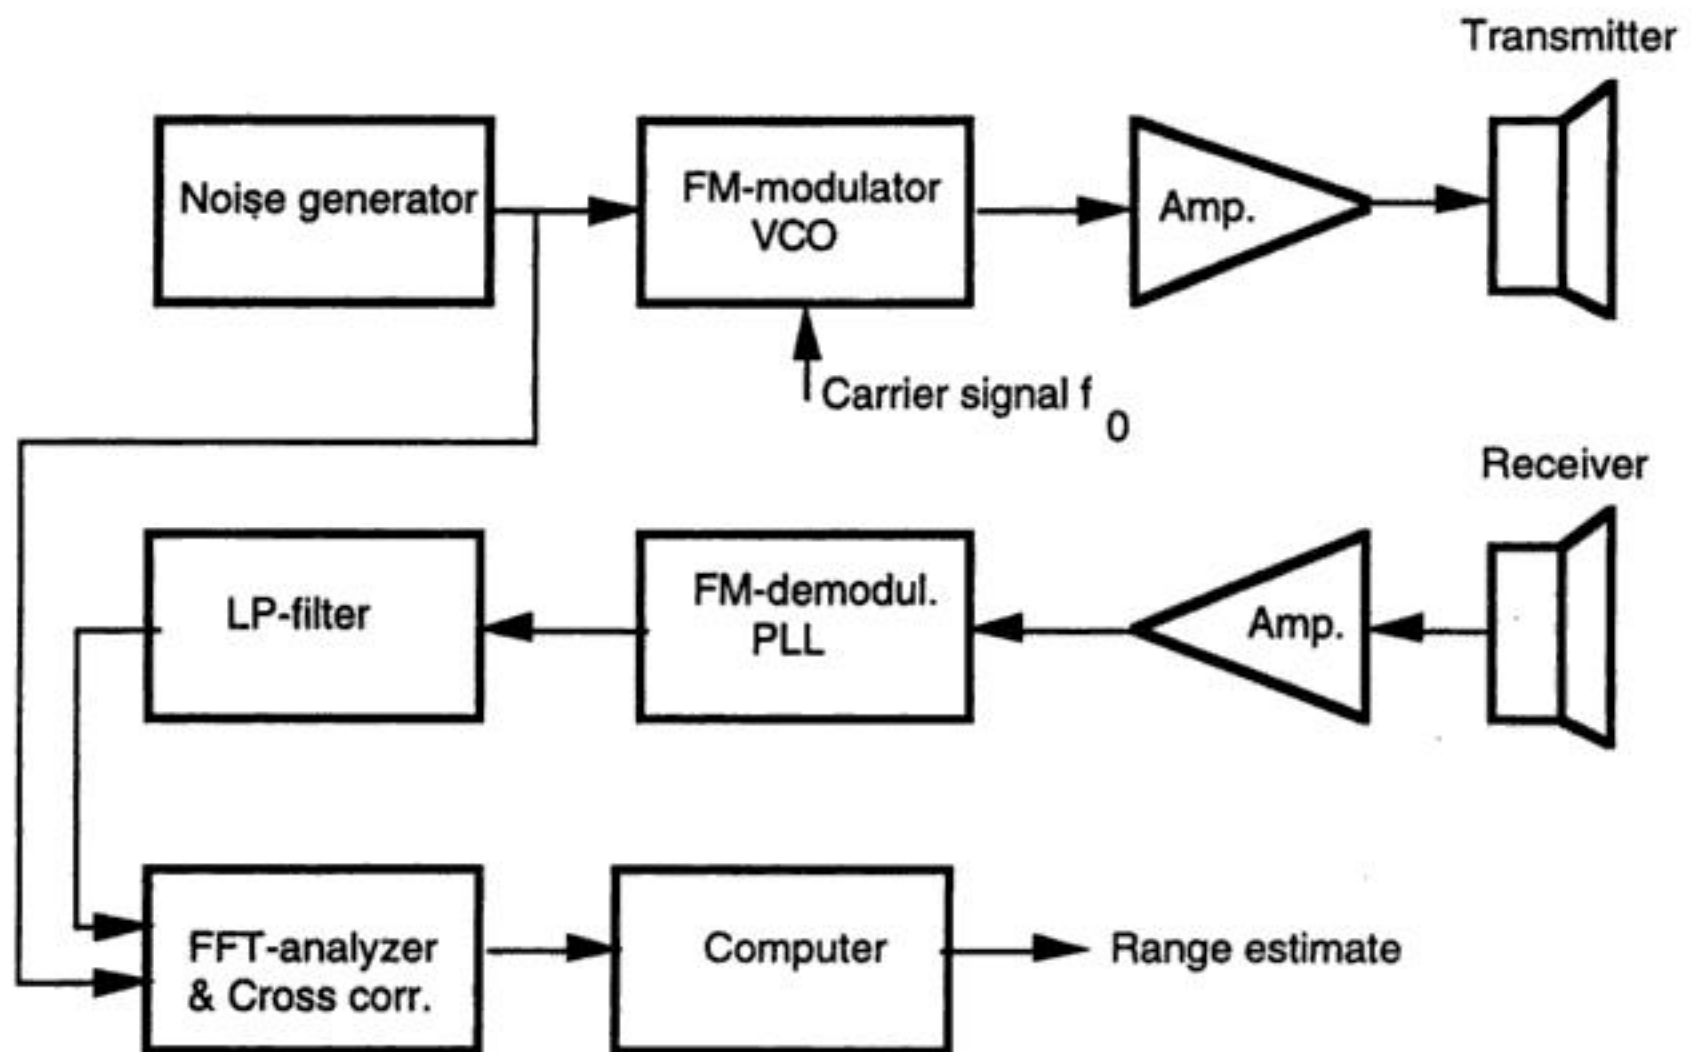 Transmitter
Noise generator
FM-modulator
VCO
Amp.
Carrier signal f
0
Receiver
LP-filter
FM-demodul.
PLL
Amp.
FFT-analyzer
& Cross corr.
Computer
Range estimate